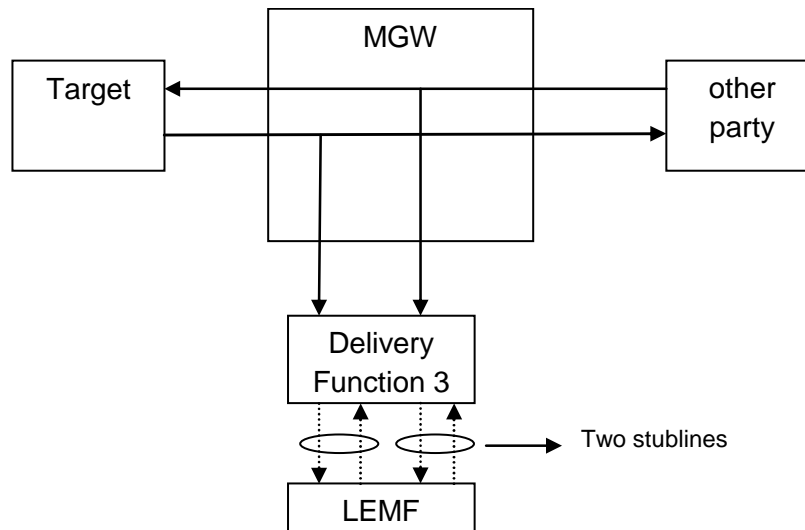 MGW
Target
other
party
Delivery
Function 3
Two stublines
LEMF